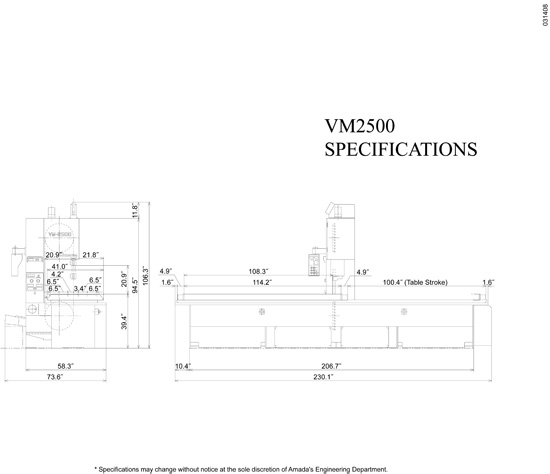 031408
VM2500
SPECIFICATIONS
11.8"
VM-2500
20.9" 21.8"
41.0"
4.2"
6.5" 6.5"
6.5" 3.4" 6.5"
20.9"
94.5"
106.3"
39.4"
58.3"
73.6"
4.9" 108.3" 4.9"
1.6" 114.2" 100.4" (Table Stroke) 1.6"
10.4" 206.7"
230.1"
* Specifications may change without notice at the sole discretion of Amada's Engineering Department.